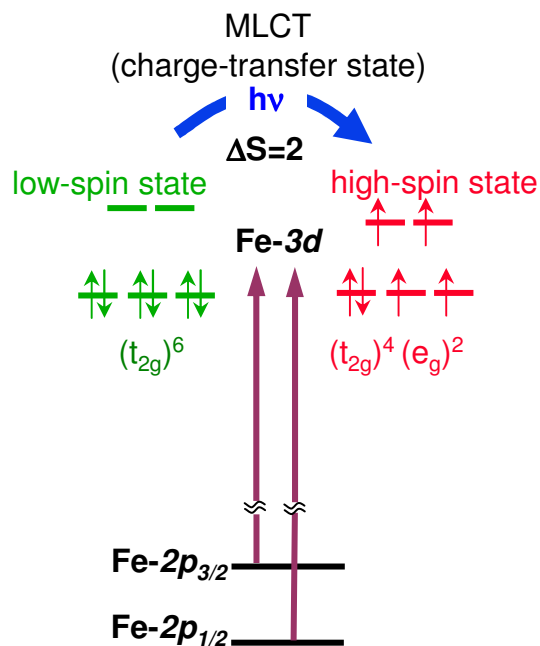 MLCT
(charge-transfer state)
hν
ΔS=2
low-spin state
high-spin state
Fe-3d
(t₂g)⁶
(t₂g)⁴ (eg)²
Fe-2p₃/₂
Fe-2p₁/₂